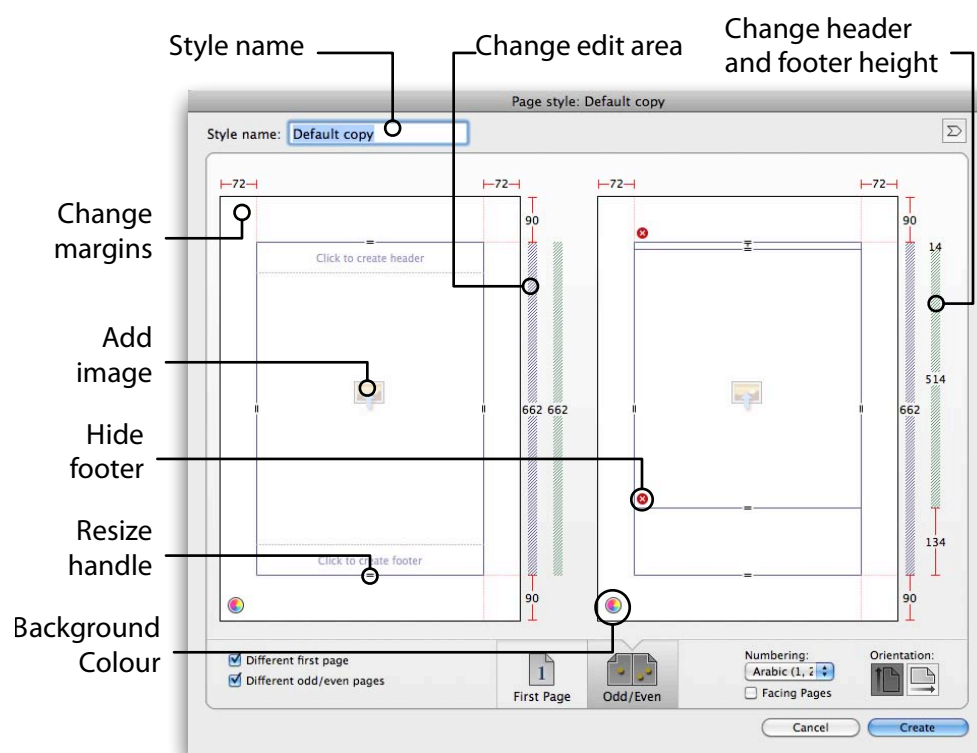 Style name
Change edit area
Change header
and footer height
Page style: Default copy
Style name: Default copy
72
72
72
72
Change
margins
90
90
Click to create header
14
Add
image
514
662 662
662
Hide
footer
Resize
handle
134
Click to create footer
90
90
Background
Colour
Different first page
Different odd/even pages
1
First Page
Odd/Even
Numbering:
Arabic (1, 2
Facing Pages
Orientation:
Cancel
Create